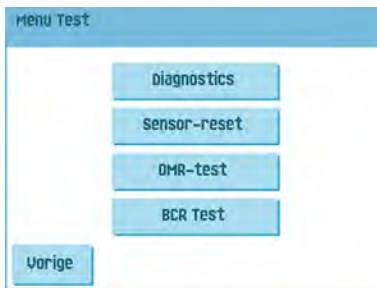 Menu Test
Diagnostics
Sensor-reset
OMR-test
BCR Test
Vorige